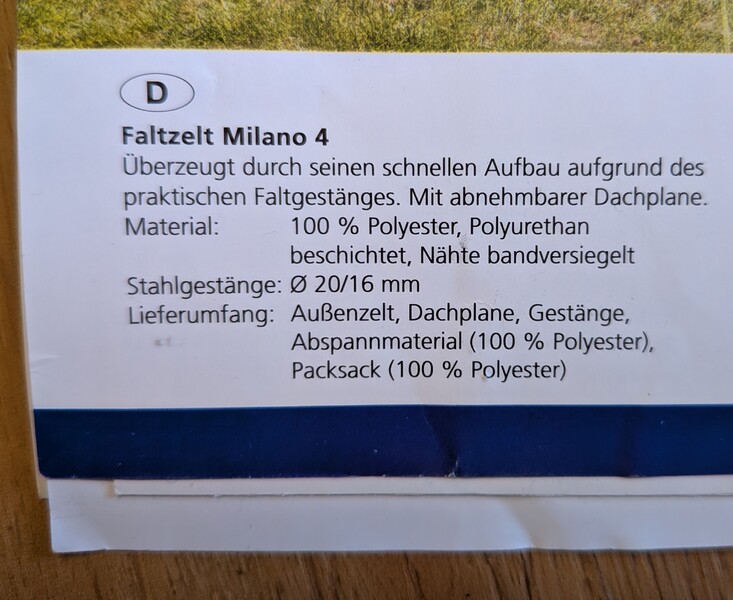 D
Faltzelt Milano 4
Überzeugt durch seinen schnellen Aufbau aufgrund des
praktischen Faltgestänges. Mit abnehmbarer Dachplane.
Material: 100 % Polyester, Polyurethan
beschichtet, Nähte bandversiegelt
Stahlgestänge: Ø 20/16 mm
Lieferumfang: Außenzelt, Dachplane, Gestänge,
Abspannmaterial (100 % Polyester),
Packsack (100 % Polyester)